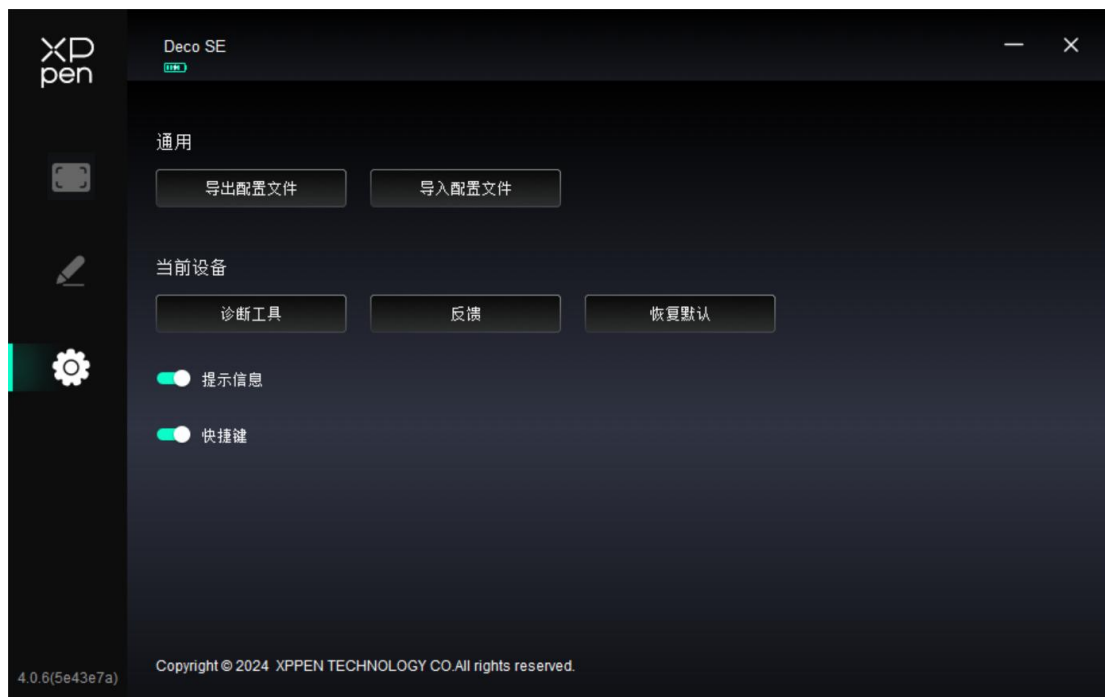 XP
pen
Deco SE
通用
导出配置文件 导入配置文件
当前设备
诊断工具 反馈 恢复默认
提示信息
快捷键
Copyright © 2024 XPPEN TECHNOLOGY CO.All rights reserved.
4.0.6(5e43e7a)